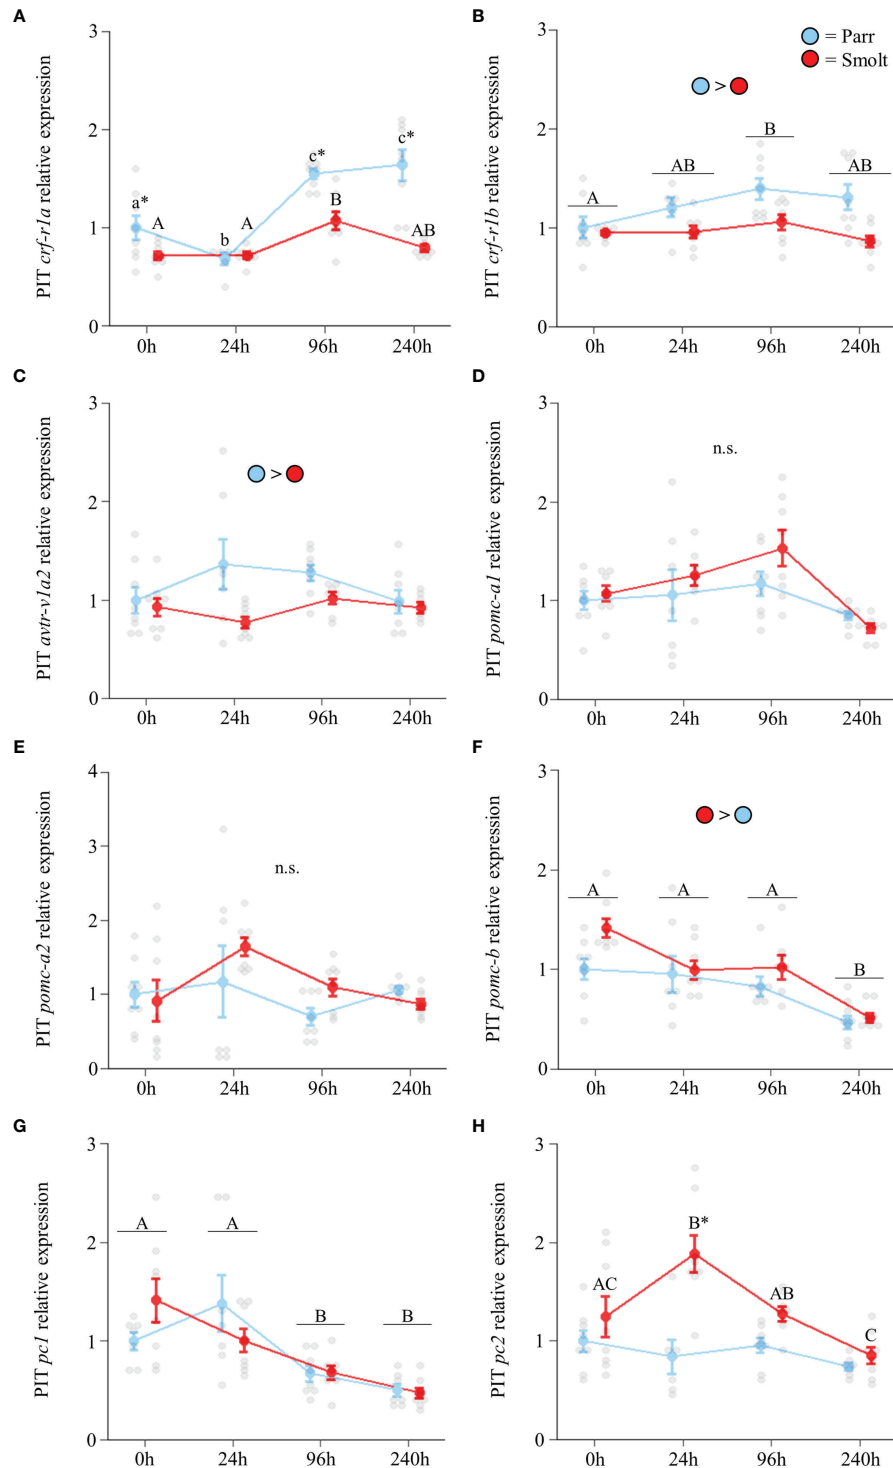 A
PIT crf-r1a relative expression
3
2
1
0
a*
A
b
A
c*
B
c*
AB
0h 24h 96h 240h
B
PIT crf-r1b relative expression
3
2
1
0
= Parr
= Smolt
>
A
AB
B
AB
0h 24h 96h 240h
C
PIT avtr-v1a2 relative expression
3
2
1
0
>
0h 24h 96h 240h
D
PIT pomc-a1 relative expression
3
2
1
0
n.s.
0h 24h 96h 240h
E
PIT pomc-a2 relative expression
4
3
2
1
0
n.s.
0h 24h 96h 240h
F
PIT pomc-b relative expression
3
2
1
0
>
A
A
A
B
0h 24h 96h 240h
G
PIT pc1 relative expression
3
2
1
0
A
A
B
B
0h 24h 96h 240h
H
PIT pc2 relative expression
3
2
1
0
AC
B*
AB
C
0h 24h 96h 240h